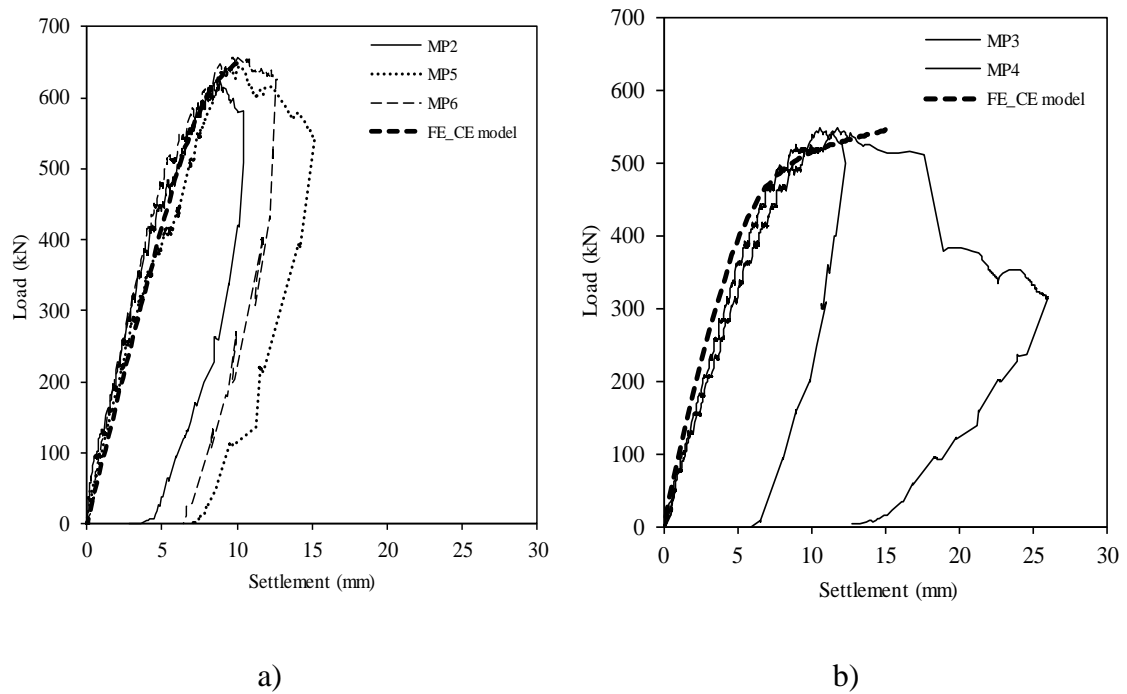 700
600
500
400
300
200
100
0
Load (kN)
0 5 10 15 20 25 30
Settlement (mm)
MP2
MP5
MP6
FE_CE model
a)
700
600
500
400
300
200
100
0
Load (kN)
0 5 10 15 20 25 30
Settlement (mm)
MP3
MP4
FE_CE model
b)